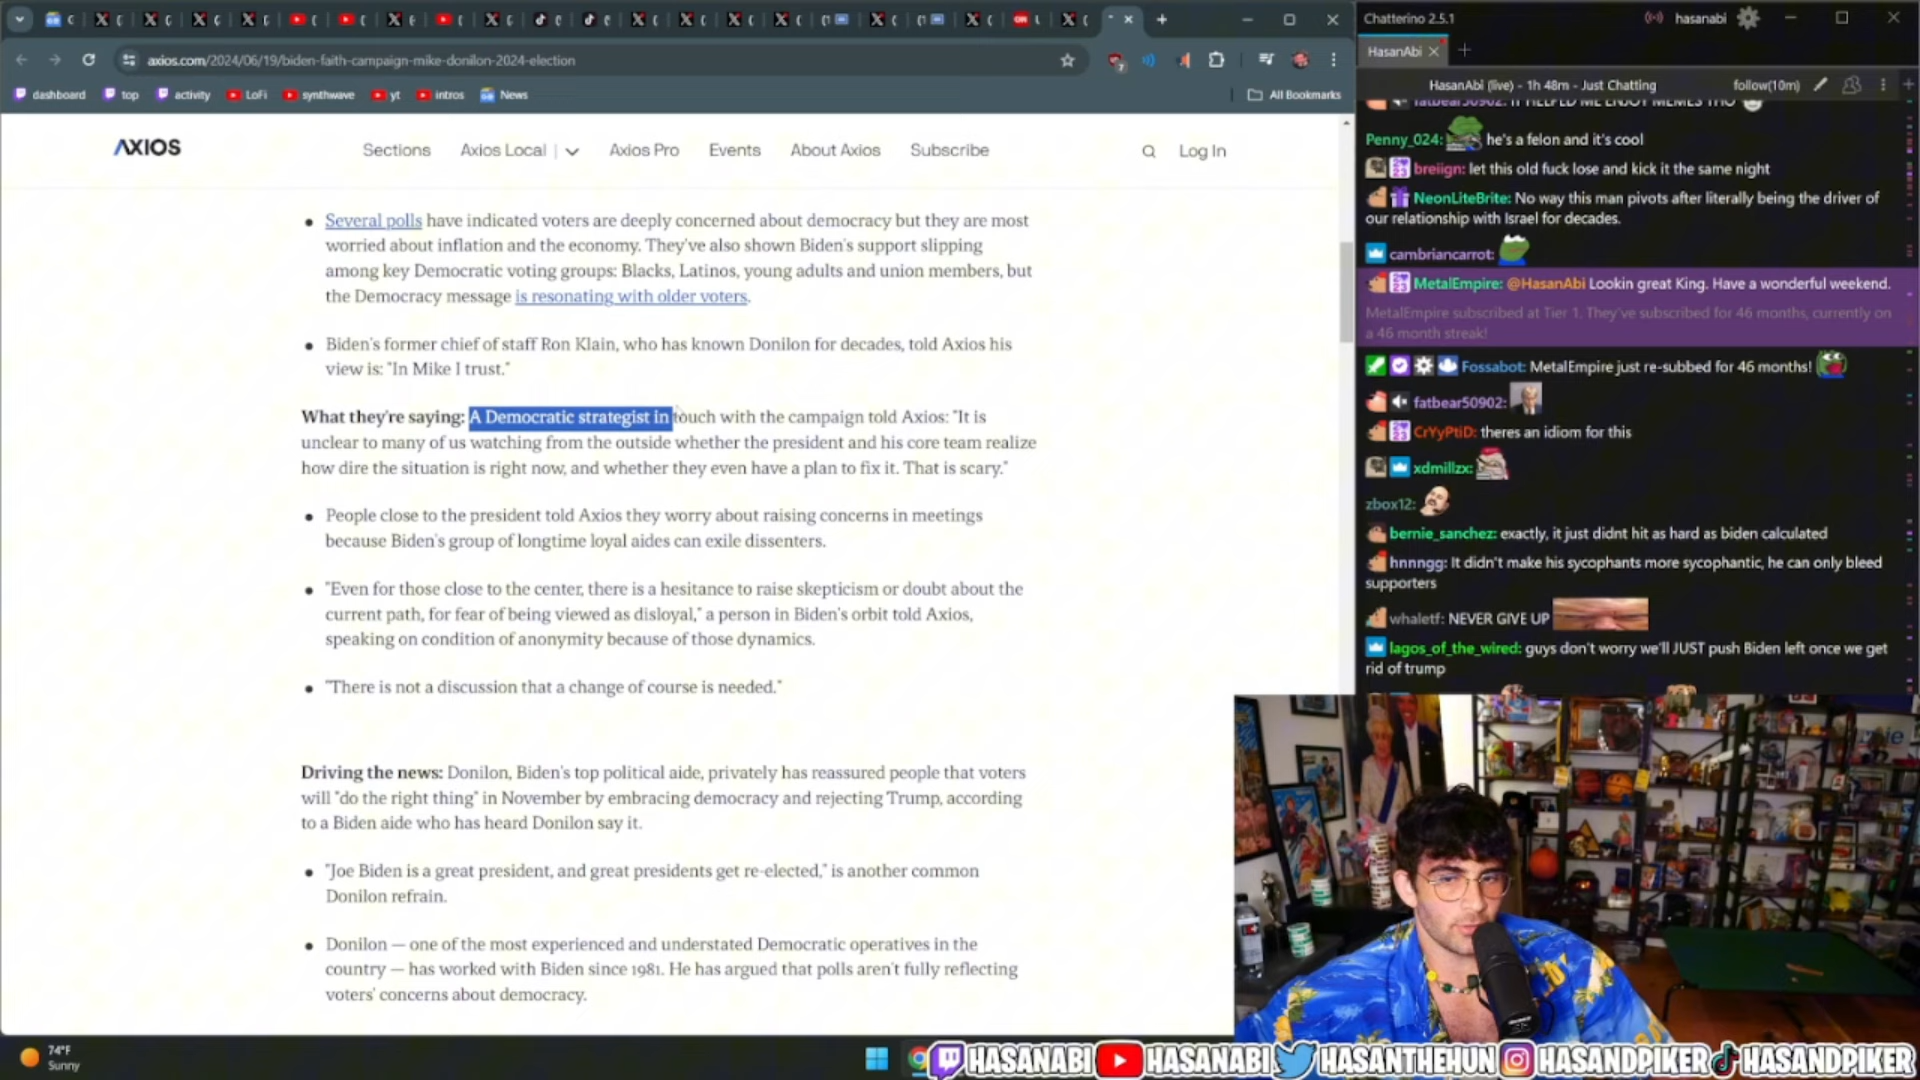 Chatterino 2.5.1
hasanabi
axios.com/2024/06/19/biden-faith-campaign-mike-donilon-2024-election
HasanAbi
dashboard top activity LoFi synthwave yt intros News All Bookmarks
HasanAbi (live) - 1h 48m - Just Chatting follow(10m)
AXIOS
Sections Axios Local Axios Pro Events About Axios Subscribe Log In
Several polls have indicated voters are deeply concerned about democracy but they are most
worried about inflation and the economy. They've also shown Biden's support slipping
among key Democratic voting groups: Blacks, Latinos, young adults and union members, but
the Democracy message is resonating with older voters.
Biden's former chief of staff Ron Klain, who has known Donilon for decades, told Axios his
view is: "In Mike I trust."
What they're saying: A Democratic strategist in touch with the campaign told Axios: "It is
unclear to many of us watching from the outside whether the president and his core team realize
how dire the situation is right now, and whether they even have a plan to fix it. That is scary."
People close to the president told Axios they worry about raising concerns in meetings
because Biden's group of longtime loyal aides can exile dissenters.
"Even for those close to the center, there is a hesitance to raise skepticism or doubt about the
current path, for fear of being viewed as disloyal," a person in Biden's orbit told Axios,
speaking on condition of anonymity because of those dynamics.
"There is not a discussion that a change of course is needed."
Driving the news: Donilon, Biden's top political aide, privately has reassured people that voters
will "do the right thing" in November by embracing democracy and rejecting Trump, according
to a Biden aide who has heard Donilon say it.
"Joe Biden is a great president, and great presidents get re-elected," is another common
Donilon refrain.
Donilon — one of the most experienced and understated Democratic operatives in the
country — has worked with Biden since 1981. He has argued that polls aren't fully reflecting
voters' concerns about democracy.
fatbear50902: IT HELPED ME ENJOY MEMES THO
Penny_024: he's a felon and it's cool
breiign: let this old fuck lose and kick it the same night
NeonLiteBrite: No way this man pivots after literally being the driver of
our relationship with Israel for decades.
cambriancarrot:
MetalEmpire: @HasanAbi Lookin great King. Have a wonderful weekend.
MetalEmpire subscribed at Tier 1. They've subscribed for 46 months, currently on
a 46 month streak!
Fossabot: MetalEmpire just re-subbed for 46 months!
fatbear50902:
CrYyPtiD: theres an idiom for this
xdmillzx:
zbox12:
bernie_sanchez: exactly, it just didnt hit as hard as biden calculated
hnnngg: It didn't make his sycophants more sycophantic, he can only bleed
supporters
whaletf: NEVER GIVE UP
lagos_of_the_wired: guys don't worry we'll JUST push Biden left once we get
rid of trump
74°F
Sunny
HASANABI HASANABI HASANTHEHUN HASANDPIKER HASANDPIKER